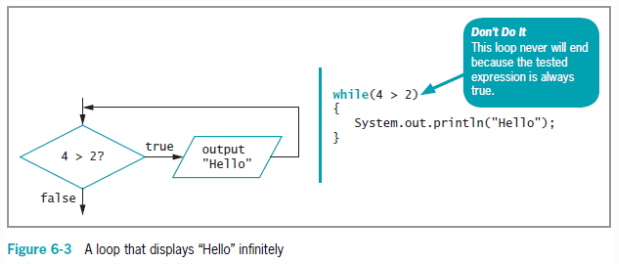 Don't Do It
This loop never will end
because the tested
expression is always
true.
while(4 > 2)
{
System.out.println("Hello");
}
4 > 2?
true
output
"Hello"
false
Figure 6-3 A loop that displays “Hello” infinitely